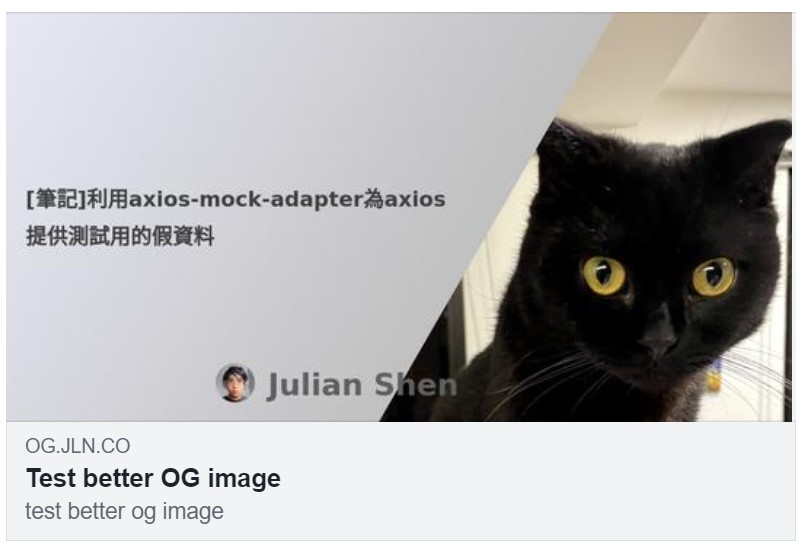 [筆記]利用axios-mock-adapter為axios
提供測試用的假資料
Julian Shen
OG.JLN.CO
Test better OG image
test better og image